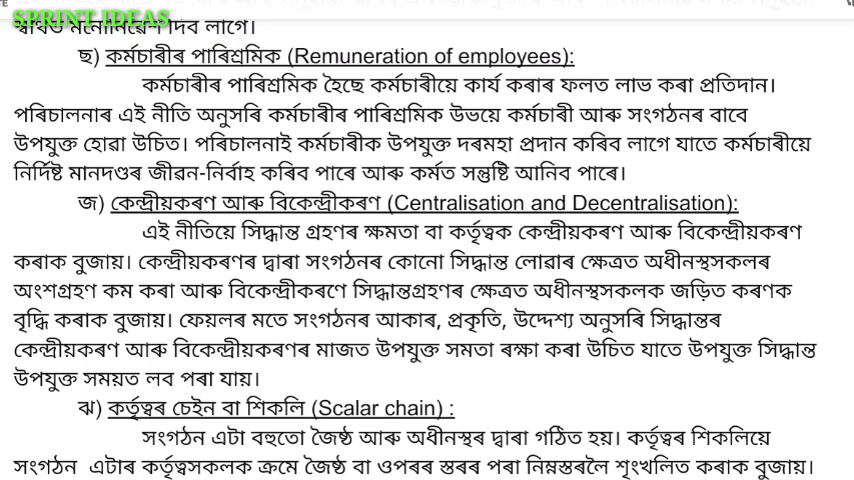 SPRINT IDEAS
স্বাৰ্থত মনোনিৱেশ দিব লাগে।
ছ) কৰ্মচাৰীৰ পাৰিশ্ৰমিক (Remuneration of employees):
কৰ্মচাৰীৰ পাৰিশ্ৰমিক হৈছে কৰ্মচাৰীয়ে কাৰ্য কৰাৰ ফলত লাভ কৰা প্ৰতিদান।
পৰিচালনাৰ এই নীতি অনুসৰি কৰ্মচাৰীৰ পাৰিশ্ৰমিক উভয়ে কৰ্মচাৰী আৰু সংগঠনৰ বাবে
উপযুক্ত হোৱা উচিত। পৰিচালনাই কৰ্মচাৰীক উপযুক্ত দৰমহা প্ৰদান কৰিব লাগে যাতে কৰ্মচাৰীয়ে
নিৰ্দিষ্ট মানদণ্ডৰ জীৱন-নিৰ্বাহ কৰিব পাৰে আৰু কৰ্মত সন্তুষ্টি আনিব পাৰে।
জ) কেন্দ্ৰীয়কৰণ আৰু বিকেন্দ্ৰীকৰণ (Centralisation and Decentralisation):
এই নীতিয়ে সিদ্ধান্ত গ্ৰহণৰ ক্ষমতা বা কৰ্তৃত্বক কেন্দ্ৰীয়কৰণ আৰু বিকেন্দ্ৰীয়কৰণ
কৰাক বুজায়। কেন্দ্ৰীয়কৰণৰ দ্বাৰা সংগঠনৰ কোনো সিদ্ধান্ত লোৱাৰ ক্ষেত্ৰত অধীনস্থসকলৰ
অংশগ্ৰহণ কম কৰা আৰু বিকেন্দ্ৰীকৰণে সিদ্ধান্তগ্ৰহণৰ ক্ষেত্ৰত অধীনস্থসকলক জড়িত কৰণক
বৃদ্ধি কৰাক বুজায়। ফেয়লৰ মতে সংগঠনৰ আকাৰ, প্ৰকৃতি, উদ্দেশ্য অনুসৰি সিদ্ধান্তৰ
কেন্দ্ৰীয়কৰণ আৰু বিকেন্দ্ৰীয়কৰণৰ মাজত উপযুক্ত সমতা ৰক্ষা কৰা উচিত যাতে উপযুক্ত সিদ্ধান্ত
উপযুক্ত সময়ত লব পৰা যায়।
ঝ) কৰ্তৃত্বৰ চেইন বা শিকলি (Scalar chain) :
সংগঠন এটা বহুতো জৈষ্ঠ আৰু অধীনস্থৰ দ্বাৰা গঠিত হয়। কৰ্তৃত্বৰ শিকলিয়ে
সংগঠন এটাৰ কৰ্তৃত্বসকলক ক্ৰমে জৈষ্ঠ বা ওপৰৰ স্তৰৰ পৰা নিম্নস্তৰলৈ শৃংখলিত কৰাক বুজায়।